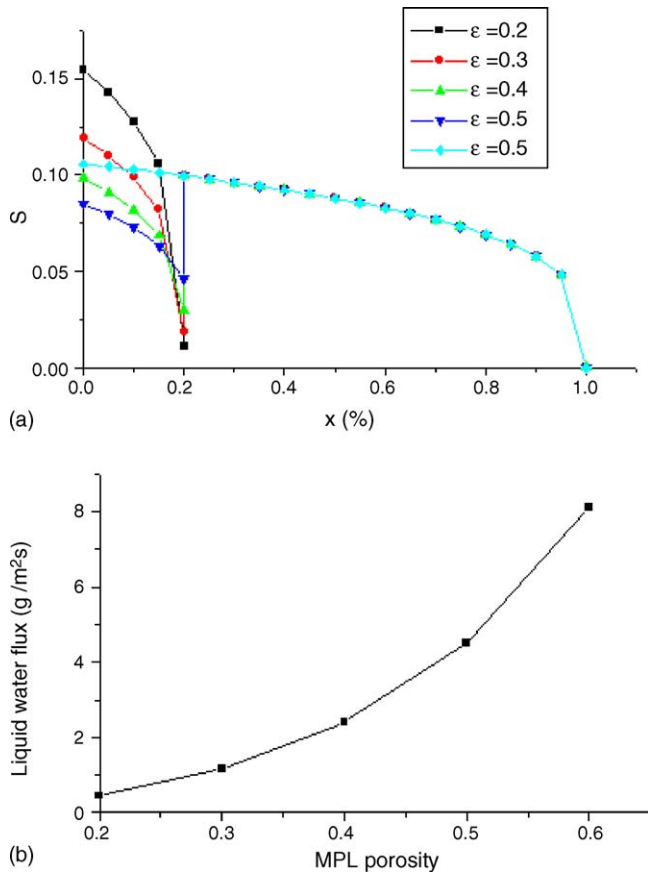 ε =0.2
ε =0.3
ε =0.4
ε =0.5
ε =0.5
0.15
0.10
0.05
0.00
S
0.0 0.2 0.4 0.6 0.8 1.0
x (%)
(a)
8
6
4
2
0
Liquid water flux (g /m²s)
0.2 0.3 0.4 0.5 0.6
MPL porosity
(b)